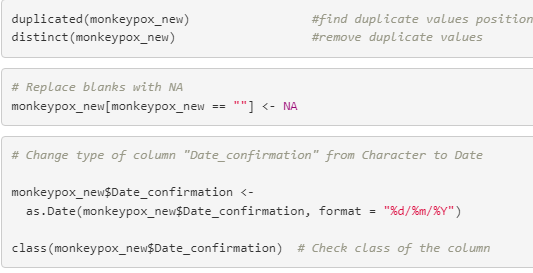 duplicated(monkeypox_new) #find duplicate values position
distinct(monkeypox_new) #remove duplicate values
# Replace blanks with NA
monkeypox_new[monkeypox_new == ""] <- NA
# Change type of column "Date_confirmation" from Character to Date
monkeypox_new$Date_confirmation <-
as.Date(monkeypox_new$Date_confirmation, format = "%d/%m/%Y")
class(monkeypox_new$Date_confirmation) # Check class of the column